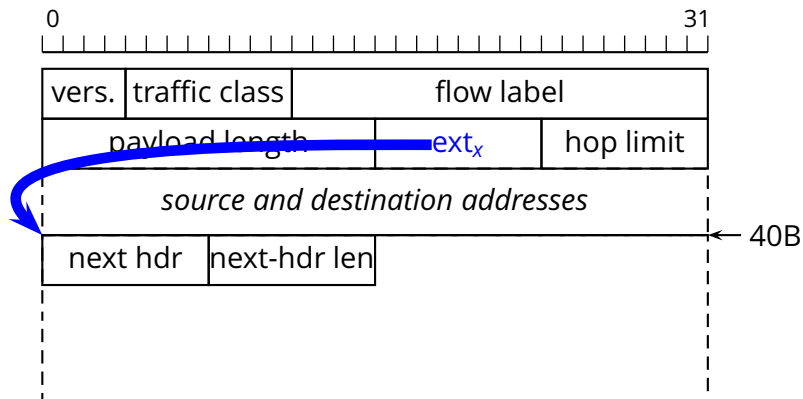 0 31
vers. traffic class flow label
payload length extₓ hop limit
source and destination addresses
40B
next hdr next-hdr len